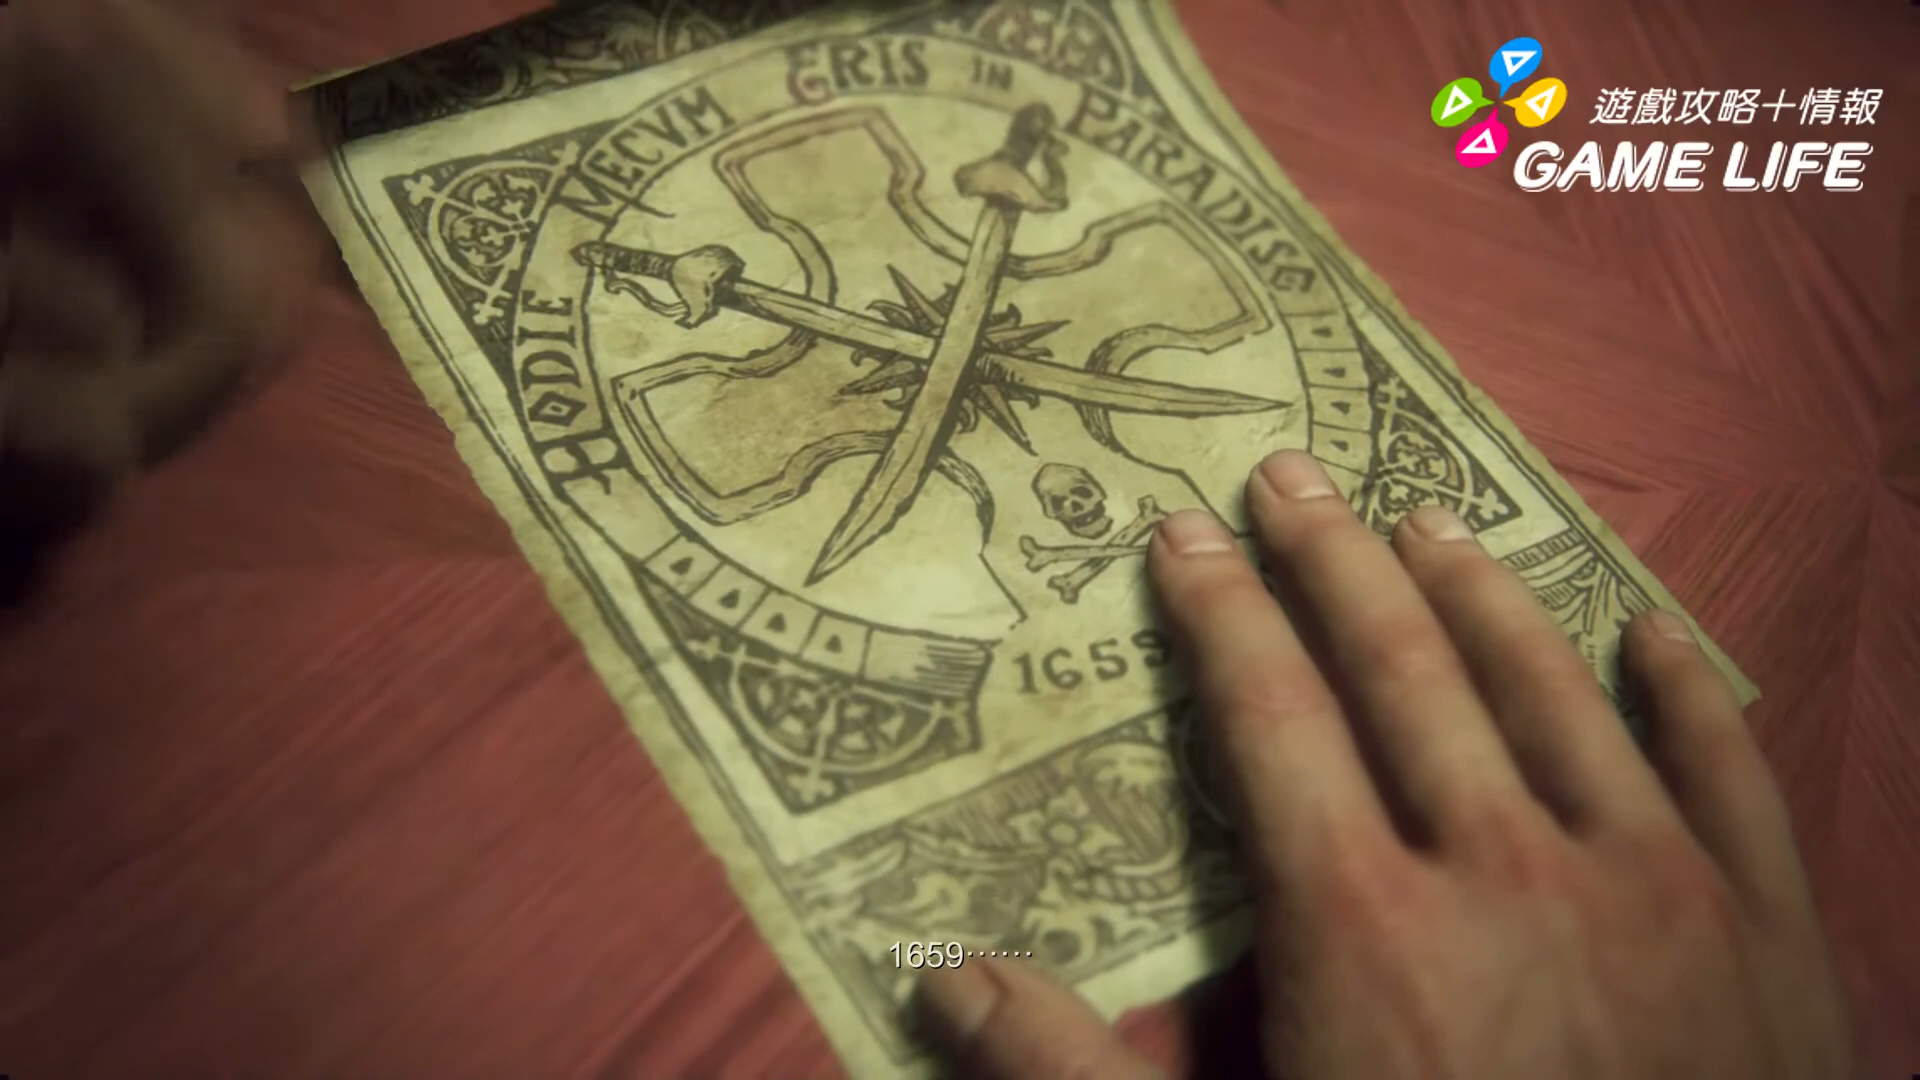 HODIE MECVM ERIS IN PARADISO
1659
遊戲攻略＋情報
GAME LIFE
1659⋯⋯